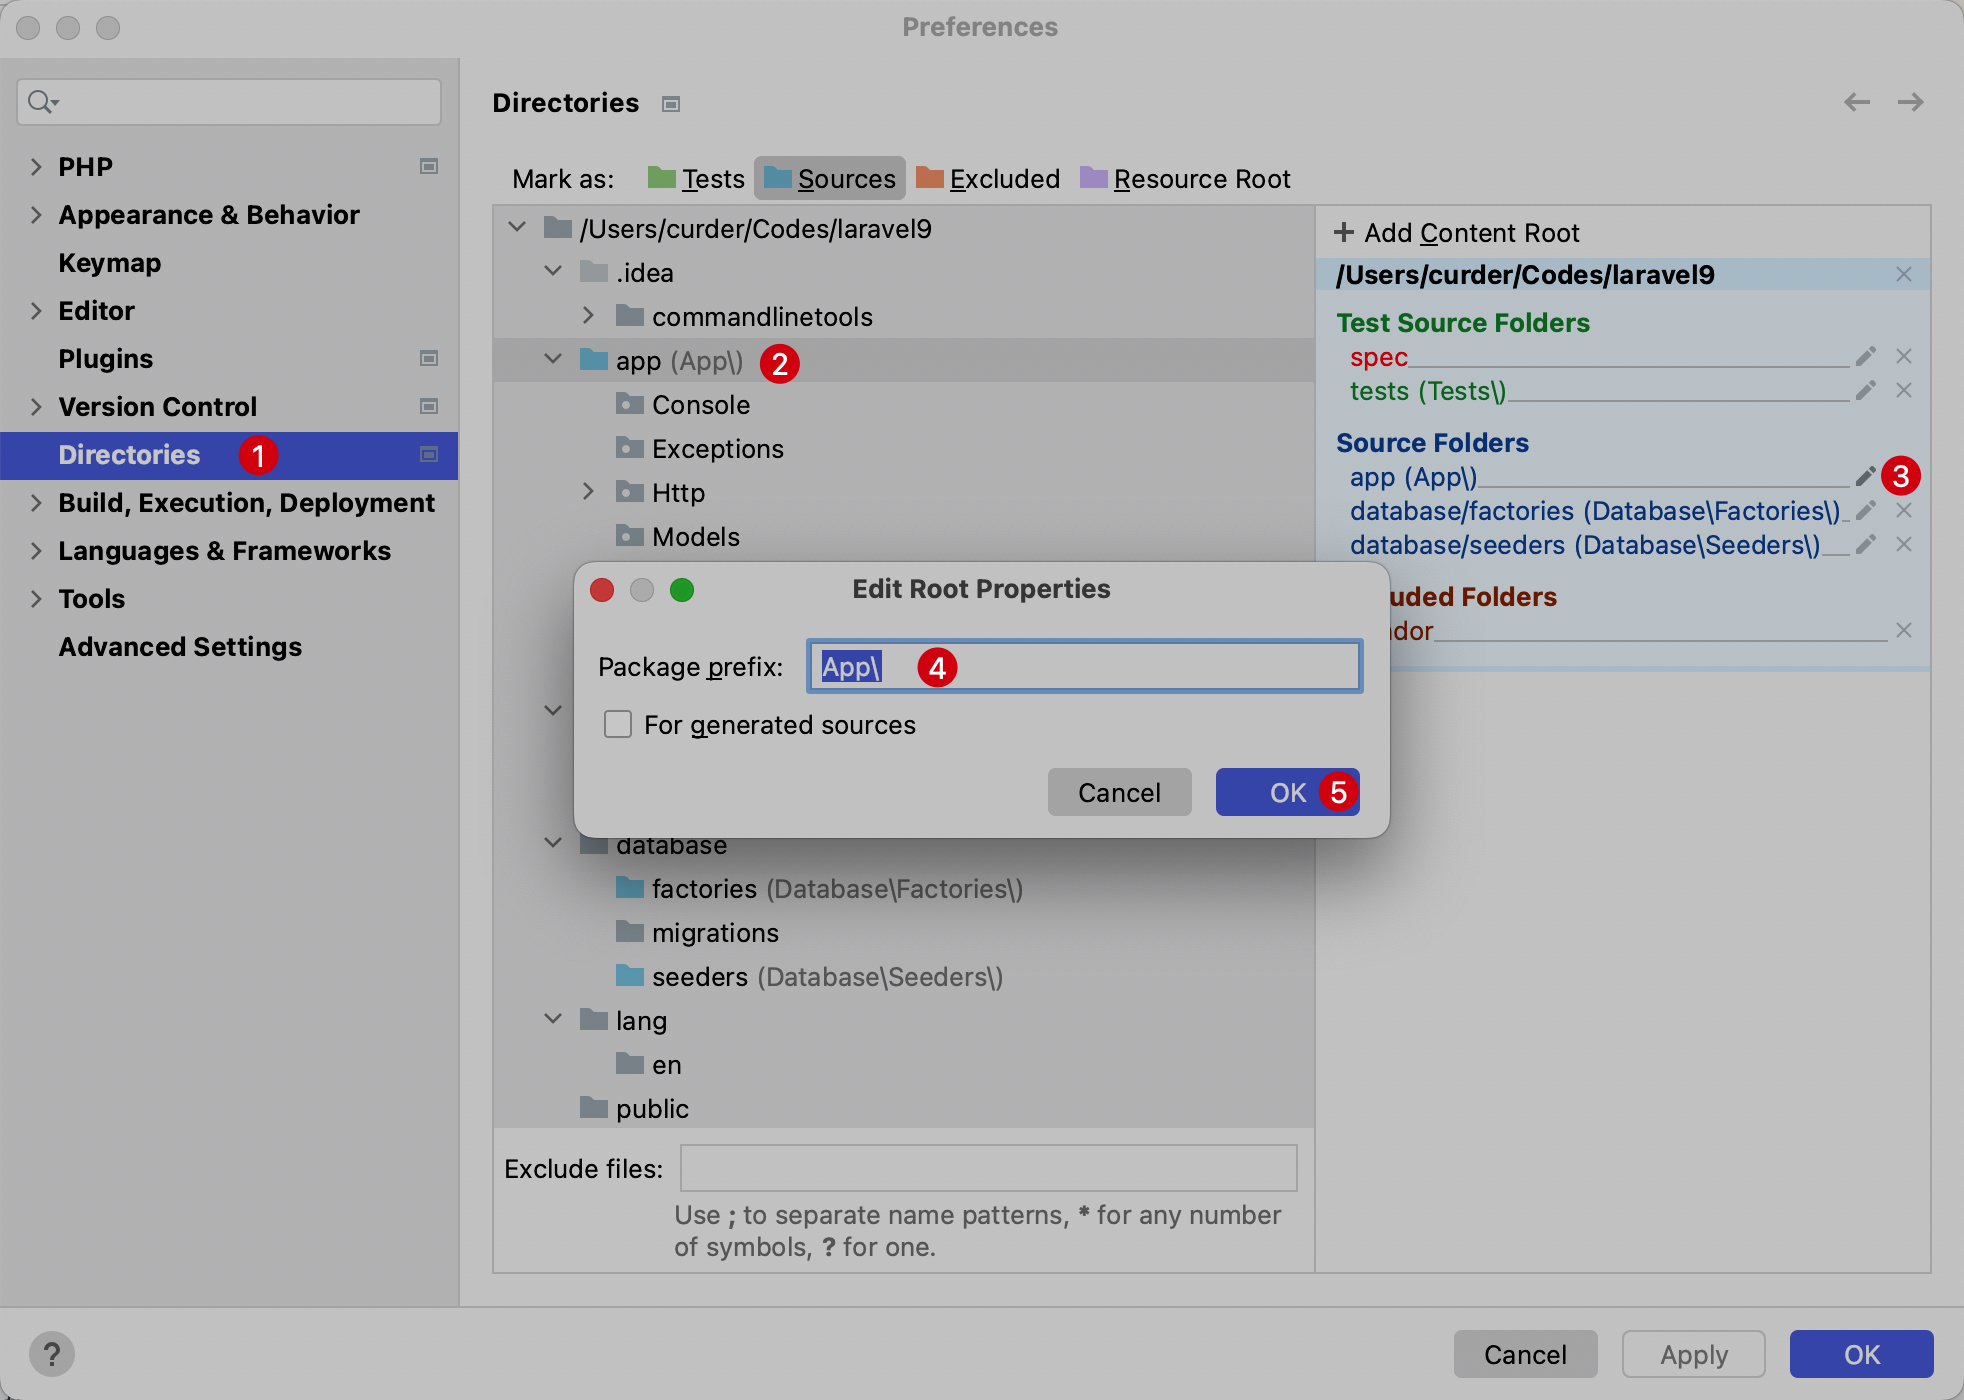 Preferences
PHP
Appearance & Behavior
Keymap
Editor
Plugins
Version Control
Directories 1
Build, Execution, Deployment
Languages & Frameworks
Tools
Advanced Settings
Directories
Mark as: Tests Sources Excluded Resource Root
/Users/curder/Codes/laravel9
.idea
commandlinetools
app (App\) 2
Console
Exceptions
Http
Models
database
factories (Database\Factories\)
migrations
seeders (Database\Seeders\)
lang
en
public
Exclude files:
Use ; to separate name patterns, * for any number
of symbols, ? for one.
+ Add Content Root
/Users/curder/Codes/laravel9
Test Source Folders
spec
tests (Tests\)
Source Folders
app (App\) 3
database/factories (Database\Factories\)
database/seeders (Database\Seeders\)
uded Folders
dor
Edit Root Properties
Package prefix: App\ 4
For generated sources
Cancel OK 5
? Cancel Apply OK